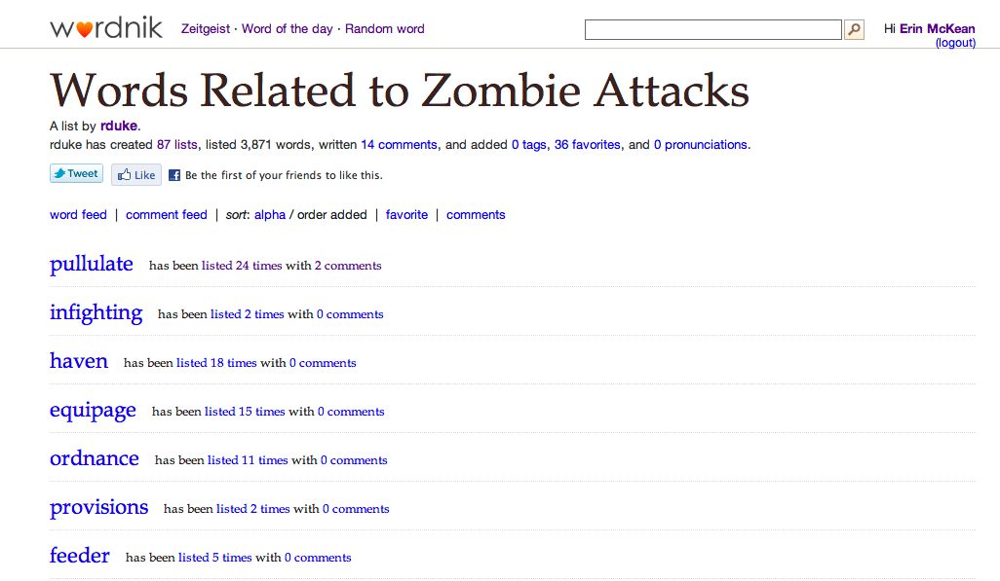 wordnik Zeitgeist · Word of the day · Random word Hi Erin McKean
(logout)
Words Related to Zombie Attacks
A list by rduke.
rduke has created 87 lists, listed 3,871 words, written 14 comments, and added 0 tags, 36 favorites, and 0 pronunciations.
Tweet Like Be the first of your friends to like this.
word feed | comment feed | sort: alpha / order added | favorite | comments
pullulate has been listed 24 times with 2 comments
infighting has been listed 2 times with 0 comments
haven has been listed 18 times with 0 comments
equipage has been listed 15 times with 0 comments
ordnance has been listed 11 times with 0 comments
provisions has been listed 2 times with 0 comments
feeder has been listed 5 times with 0 comments